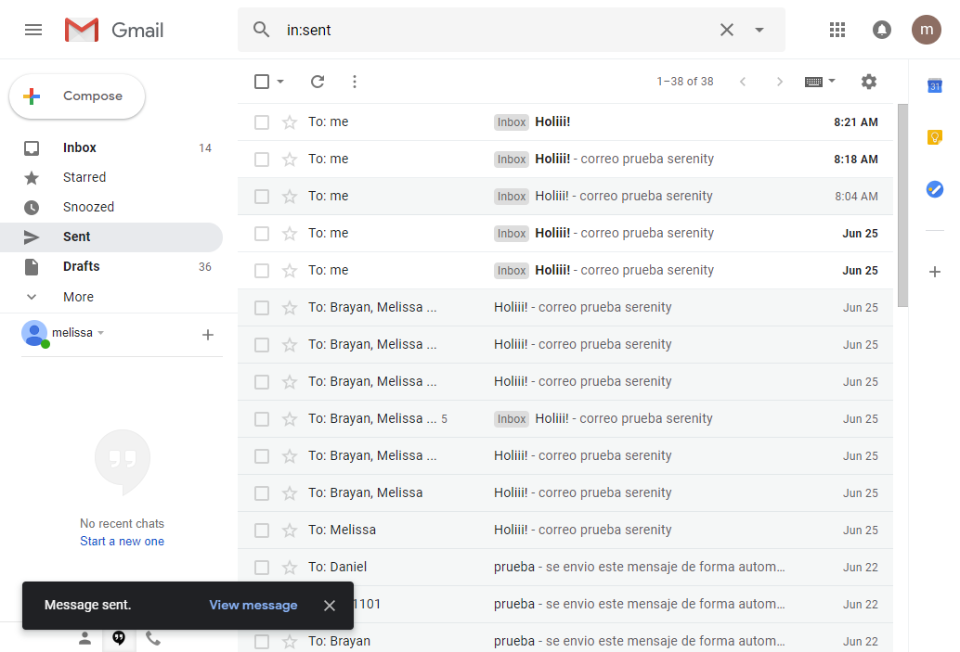 Gmail
in:sent
m
Compose
1–38 of 38
31
Inbox 14
Starred
Snoozed
Sent
Drafts 36
More
melissa
No recent chats
Start a new one
To: me Inbox Holiii! 8:21 AM
To: me Inbox Holiii! - correo prueba serenity 8:18 AM
To: me Inbox Holiii! - correo prueba serenity 8:04 AM
To: me Inbox Holiii! - correo prueba serenity Jun 25
To: me Inbox Holiii! - correo prueba serenity Jun 25
To: Brayan, Melissa ... Holiii! - correo prueba serenity Jun 25
To: Brayan, Melissa ... Holiii! - correo prueba serenity Jun 25
To: Brayan, Melissa ... Holiii! - correo prueba serenity Jun 25
To: Brayan, Melissa ... 5 Inbox Holiii! - correo prueba serenity Jun 25
To: Brayan, Melissa ... Holiii! - correo prueba serenity Jun 25
To: Brayan, Melissa Holiii! - correo prueba serenity Jun 25
To: Melissa Holiii! - correo prueba serenity Jun 25
To: Daniel prueba - se envio este mensaje de forma autom... Jun 22
1101 prueba - se envio este mensaje de forma autom... Jun 22
To: Brayan prueba - se envio este mensaje de forma autom... Jun 22
Message sent. View message